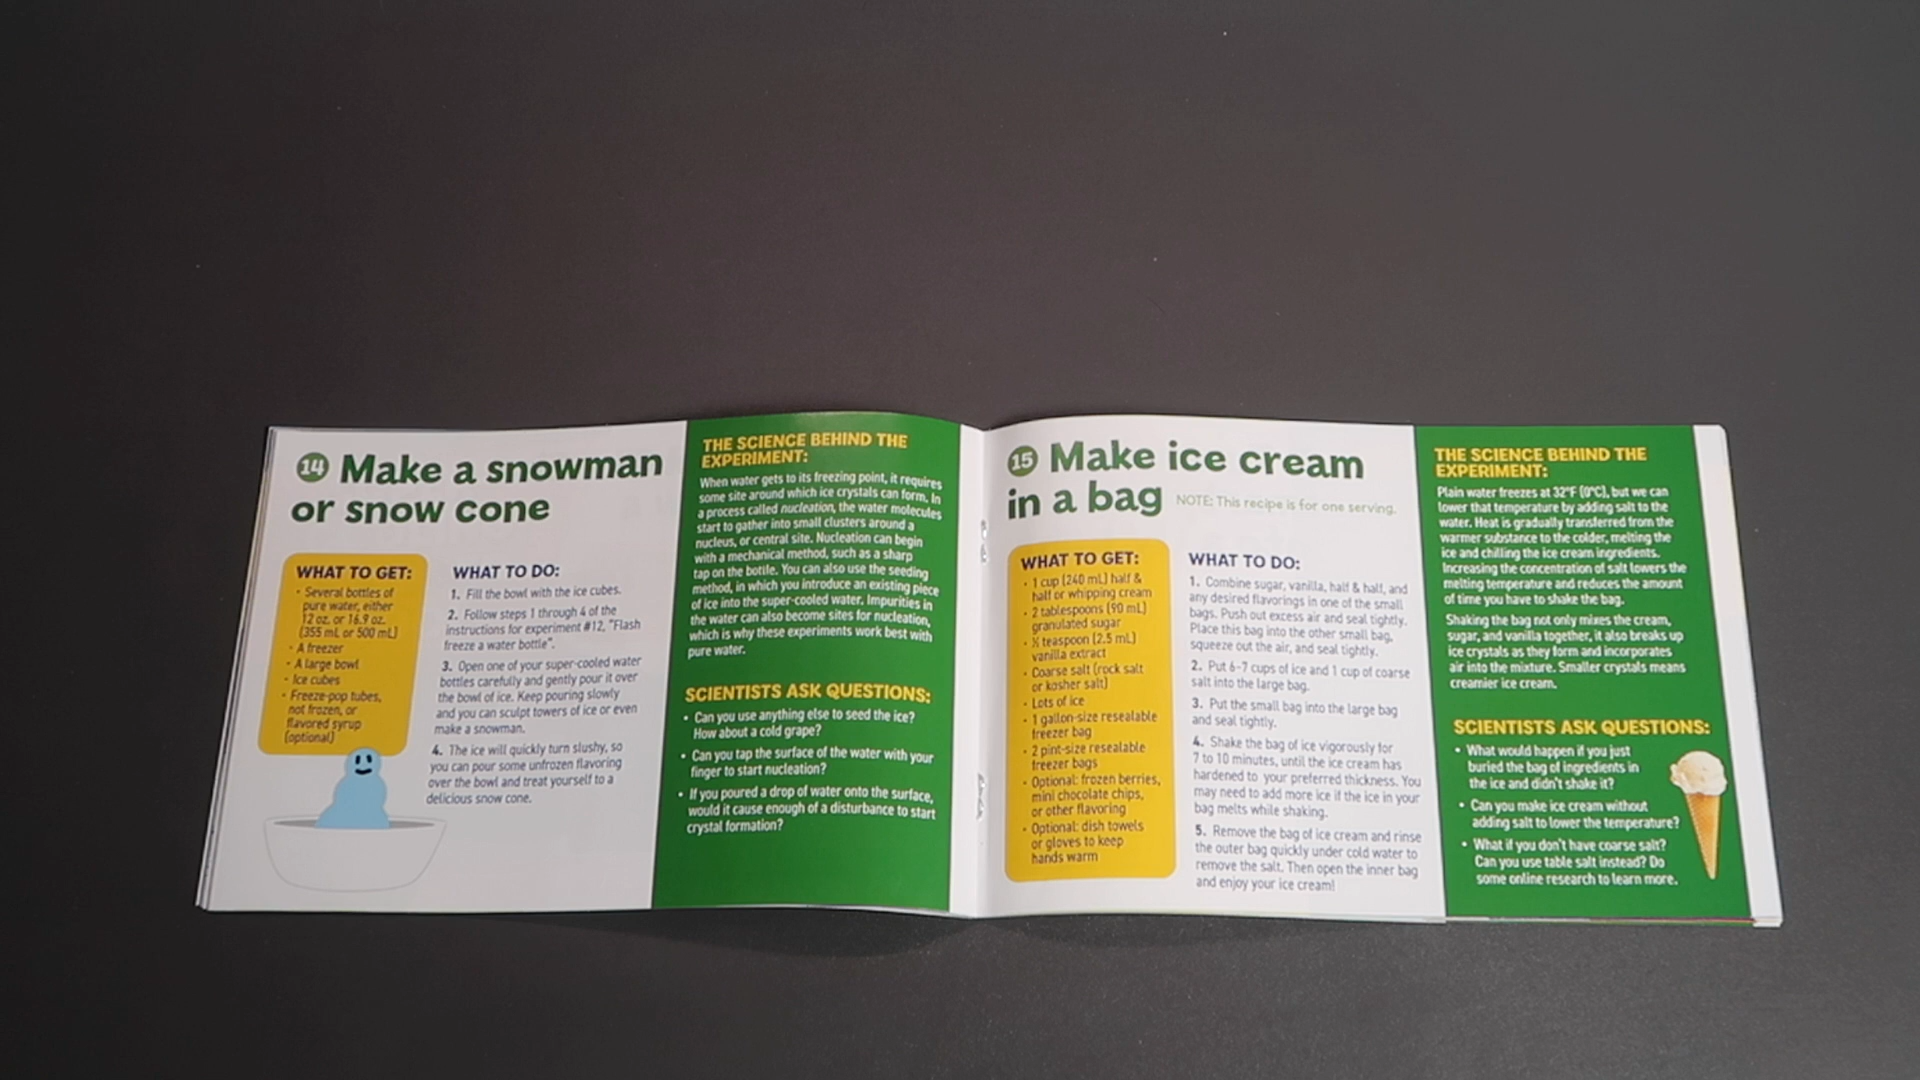 14 Make a snowman
or snow cone
WHAT TO GET:
• Several bottles of
pure water, either
12 oz. or 16.9 oz.
(355 mL or 500 mL)
• A freezer
• A large bowl
• Ice cubes
• Freeze-pop tubes,
not frozen, or
flavored syrup
(optional)
WHAT TO DO:
1. Fill the bowl with the ice cubes.
2. Follow steps 1 through 4 of the
instructions for experiment #12, "Flash
freeze a water bottle".
3. Open one of your super-cooled water
bottles carefully and gently pour it over
the bowl of ice. Keep pouring slowly
and you can sculpt towers of ice or even
make a snowman.
4. The ice will quickly turn slushy, so
you can pour some unfrozen flavoring
over the bowl and treat yourself to a
delicious snow cone.
THE SCIENCE BEHIND THE
EXPERIMENT:
When water gets to its freezing point, it requires
some site around which ice crystals can form. In
a process called nucleation, the water molecules
start to gather into small clusters around a
nucleus, or central site. Nucleation can begin
with a mechanical method, such as a sharp
tap on the bottle. You can also use the seeding
method, in which you introduce an existing piece
of ice into the super-cooled water. Impurities in
the water can also become sites for nucleation,
which is why these experiments work best with
pure water.
SCIENTISTS ASK QUESTIONS:
• Can you use anything else to seed the ice?
How about a cold grape?
• Can you tap the surface of the water with your
finger to start nucleation?
• If you poured a drop of water onto the surface,
would it cause enough of a disturbance to start
crystal formation?
15 Make ice cream
in a bag NOTE: This recipe is for one serving.
WHAT TO GET:
• 1 cup (240 mL) half &
half or whipping cream
• 2 tablespoons (90 mL)
granulated sugar
• ½ teaspoon (2.5 mL)
vanilla extract
• Coarse salt (rock salt
or kosher salt)
• Lots of ice
• 1 gallon-size resealable
freezer bag
• 2 pint-size resealable
freezer bags
• Optional: frozen berries,
mini chocolate chips,
or other flavoring
• Optional: dish towels
or gloves to keep
hands warm
WHAT TO DO:
1. Combine sugar, vanilla, half & half, and
any desired flavorings in one of the small
bags. Push out excess air and seal tightly.
Place this bag into the other small bag,
squeeze out the air, and seal tightly.
2. Put 6-7 cups of ice and 1 cup of coarse
salt into the large bag.
3. Put the small bag into the large bag
and seal tightly.
4. Shake the bag of ice vigorously for
7 to 10 minutes, until the ice cream has
hardened to your preferred thickness. You
may need to add more ice if the ice in your
bag melts while shaking.
5. Remove the bag of ice cream and rinse
the outer bag quickly under cold water to
remove the salt. Then open the inner bag
and enjoy your ice cream!
THE SCIENCE BEHIND THE
EXPERIMENT:
Plain water freezes at 32°F (0°C), but we can
lower that temperature by adding salt to the
water. Heat is gradually transferred from the
warmer substance to the colder, melting the
ice and chilling the ice cream ingredients.
Increasing the concentration of salt lowers the
melting temperature and reduces the amount
of time you have to shake the bag.
Shaking the bag not only mixes the cream,
sugar, and vanilla together, it also breaks up
ice crystals as they form and incorporates
air into the mixture. Smaller crystals means
creamier ice cream.
SCIENTISTS ASK QUESTIONS:
• What would happen if you just
buried the bag of ingredients in
the ice and didn't shake it?
• Can you make ice cream without
adding salt to lower the temperature?
• What if you don't have coarse salt?
Can you use table salt instead? Do
some online research to learn more.